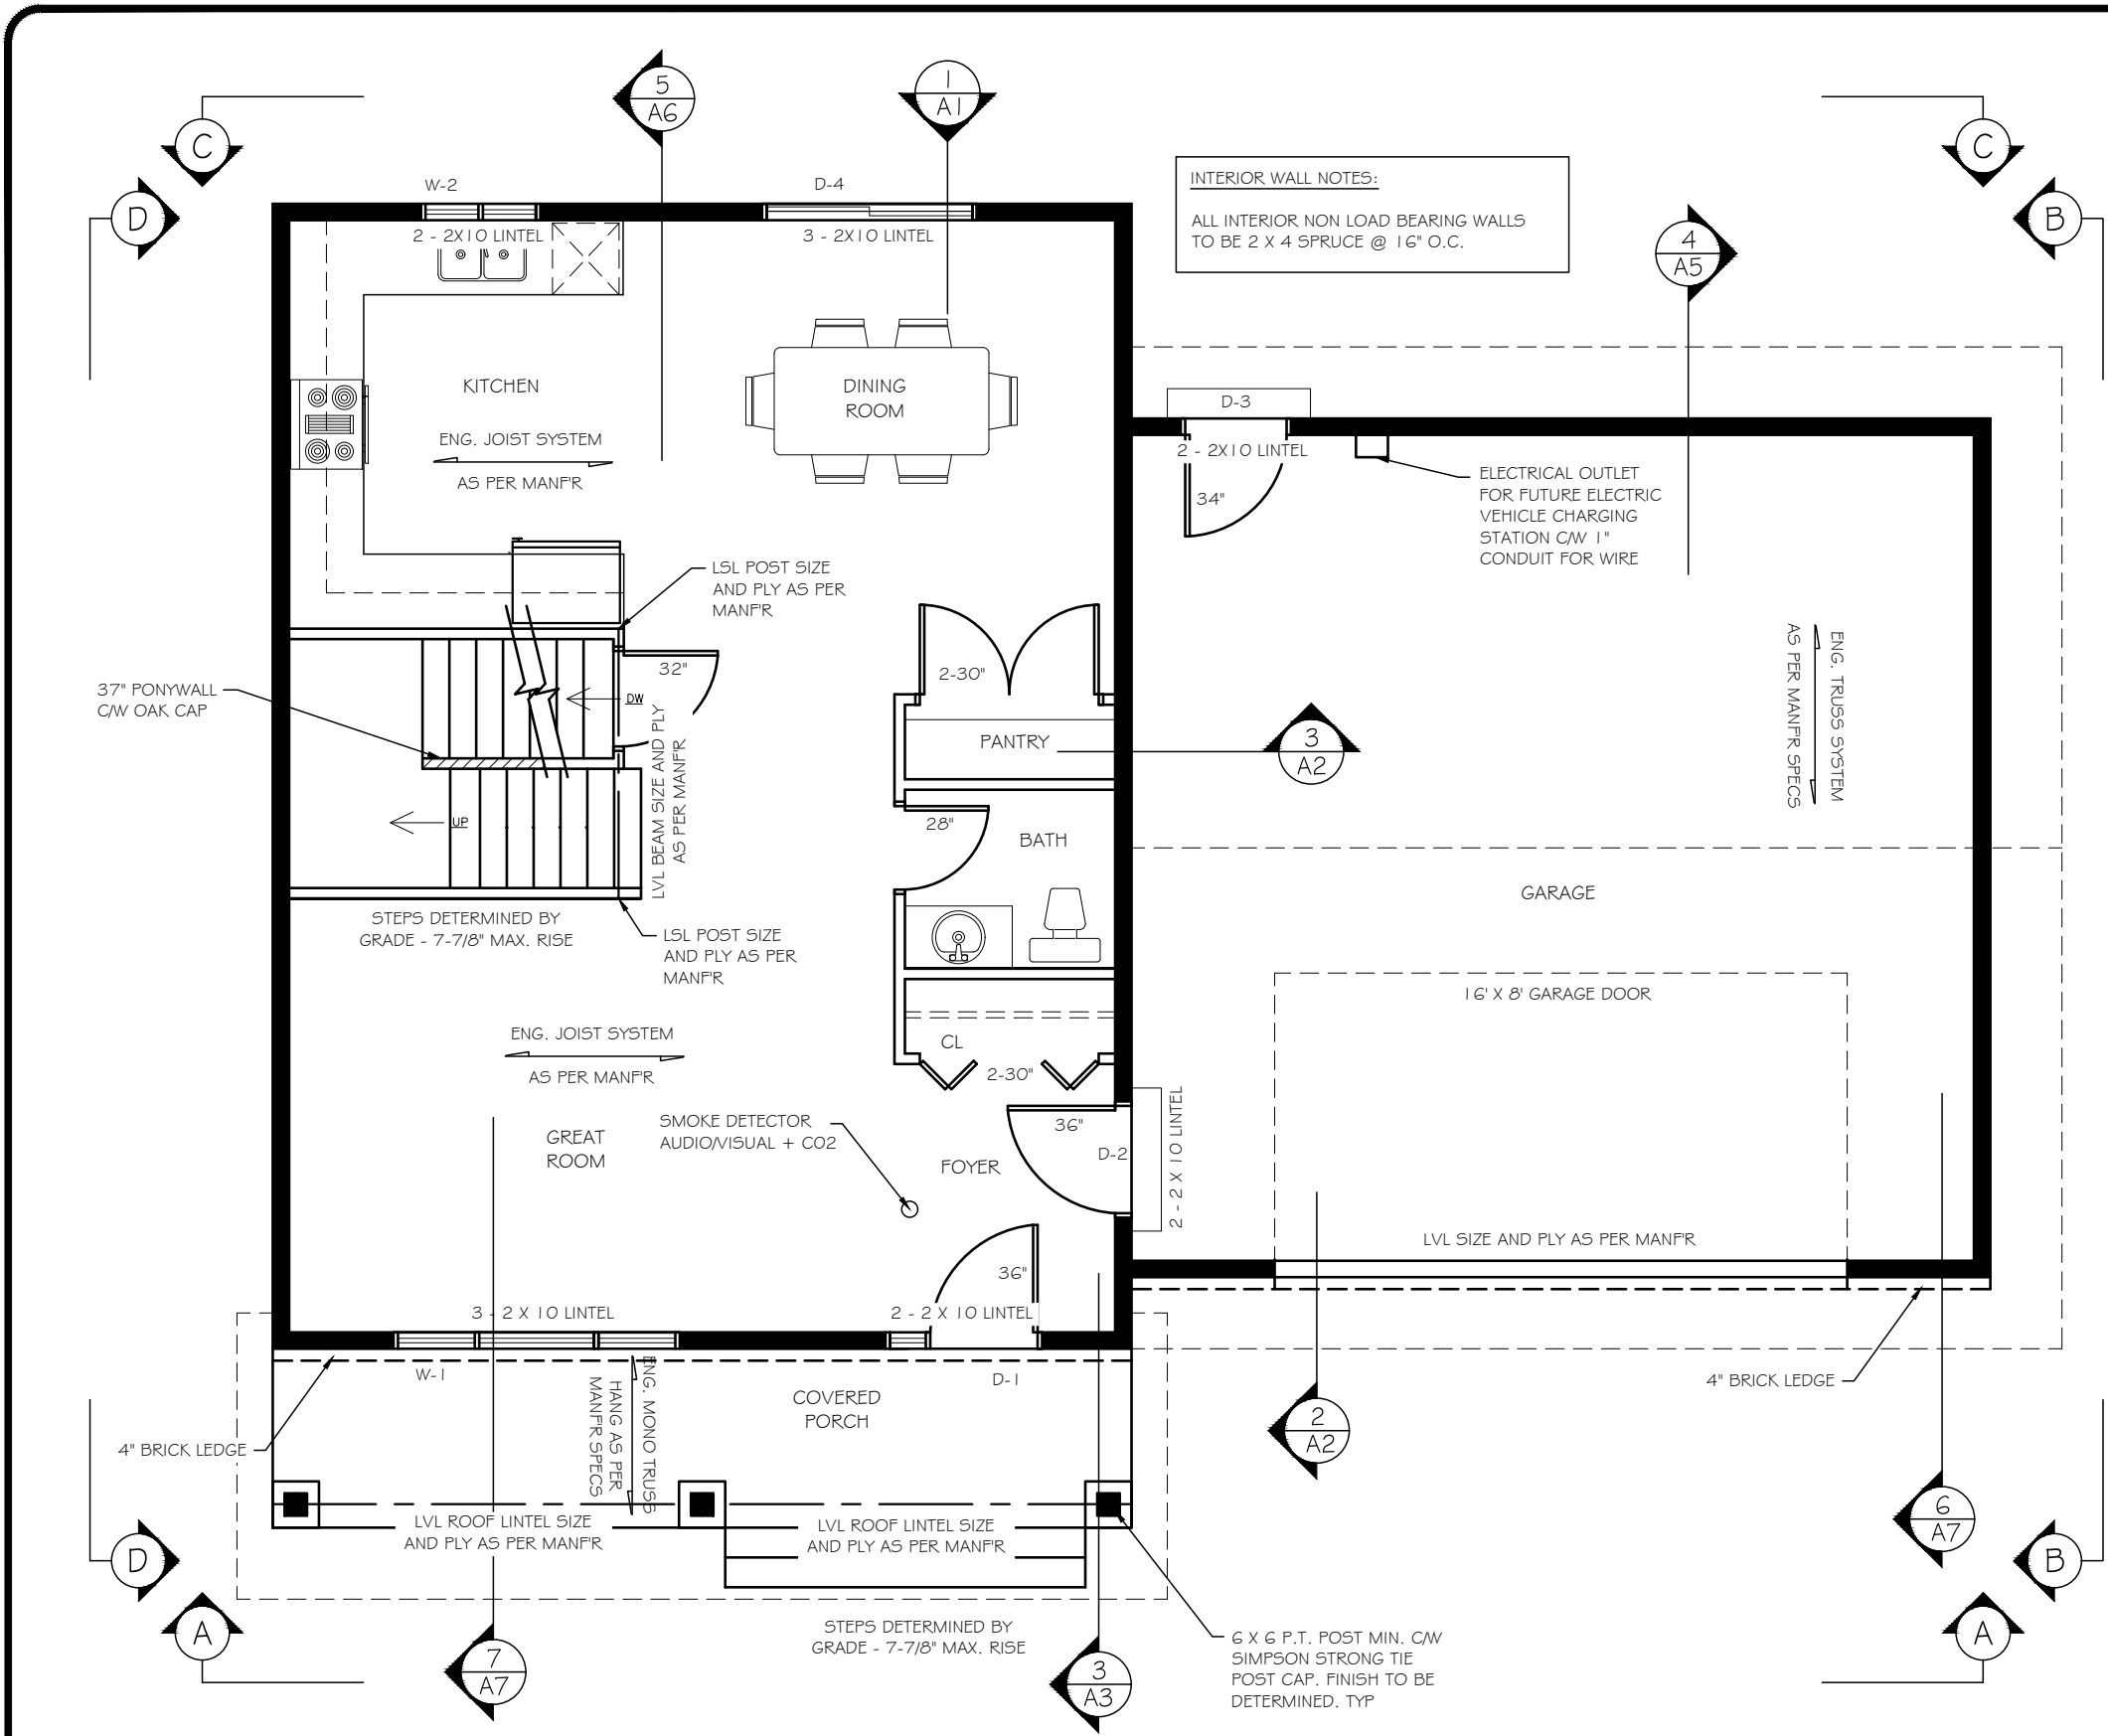 5
A6
1
A1
C
C
D
B
W-2
D-4
INTERIOR WALL NOTES:
ALL INTERIOR NON LOAD BEARING WALLS
TO BE 2 X 4 SPRUCE @ 16" O.C.
4
A5
2 - 2X10 LINTEL
3 - 2X10 LINTEL
KITCHEN
DINING
ROOM
D-3
ENG. JOIST SYSTEM
AS PER MANF'R
2 - 2X10 LINTEL
34"
ELECTRICAL OUTLET
FOR FUTURE ELECTRIC
VEHICLE CHARGING
STATION C/W 1"
CONDUIT FOR WIRE
LSL POST SIZE
AND PLY AS PER
MANF'R
37" PONYWALL
C/W OAK CAP
32"
DW
2-30"
ENG. TRUSS SYSTEM
AS PER MANF'R SPECS
PANTRY
3
A2
LVL BEAM SIZE AND PLY
AS PER MANF'R
UP
28"
BATH
GARAGE
STEPS DETERMINED BY
GRADE - 7-7/8" MAX. RISE
LSL POST SIZE
AND PLY AS PER
MANF'R
16' X 8' GARAGE DOOR
ENG. JOIST SYSTEM
AS PER MANF'R
CL
2-30"
SMOKE DETECTOR
AUDIO/VISUAL + CO2
GREAT
ROOM
FOYER
36"
D-2
2 - 2 X 10 LINTEL
LVL SIZE AND PLY AS PER MANF'R
36"
3 - 2 X 10 LINTEL
2 - 2 X 10 LINTEL
W-1
D-1
ENG. MONO TRUSS
HANG AS PER
MANF'R SPECS
COVERED
PORCH
4" BRICK LEDGE
4" BRICK LEDGE
2
A2
6
A7
LVL ROOF LINTEL SIZE
AND PLY AS PER MANF'R
LVL ROOF LINTEL SIZE
AND PLY AS PER MANF'R
D
B
A
A
STEPS DETERMINED BY
GRADE - 7-7/8" MAX. RISE
7
A7
3
A3
6 X 6 P.T. POST MIN. C/W
SIMPSON STRONG TIE
POST CAP. FINISH TO BE
DETERMINED. TYP